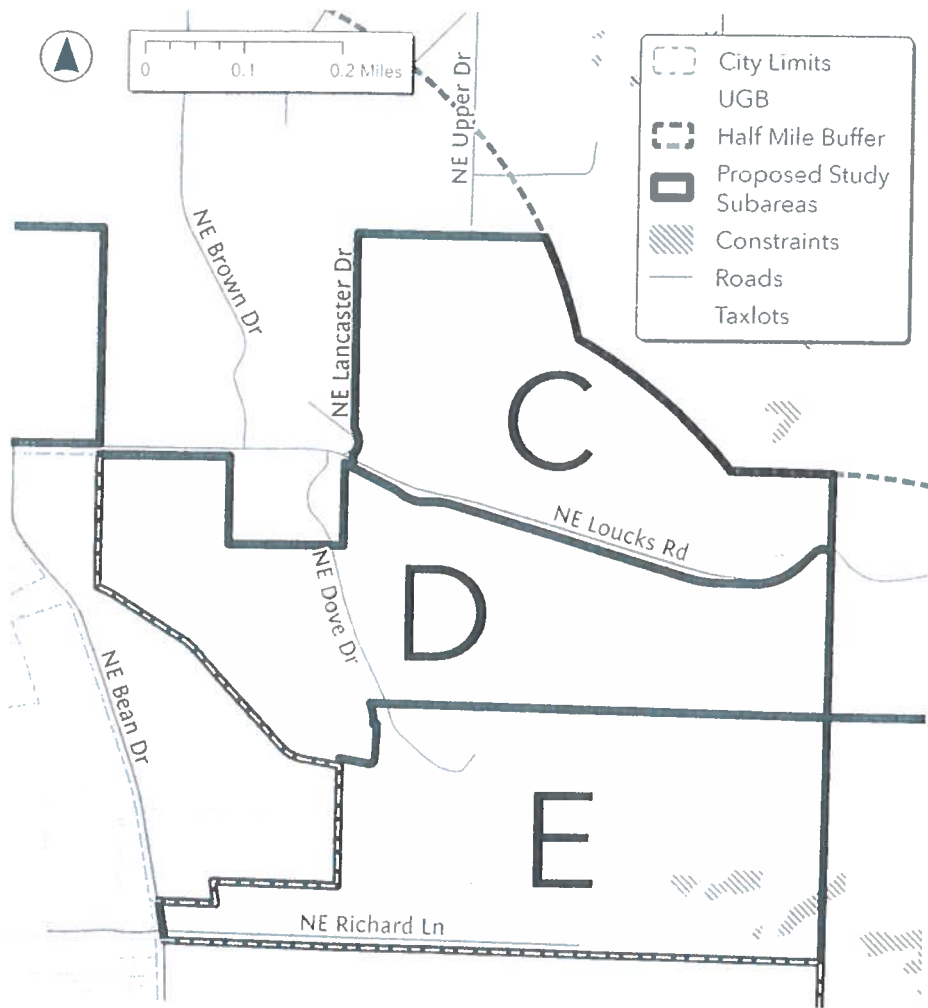 0 0.1 0.2 Miles
City Limits
UGB
Half Mile Buffer
Proposed Study
Subareas
Constraints
Roads
Taxlots
NE Upper Dr
NE Brown Dr
NE Lancaster Dr
C
NE Loucks Rd
D
NE Dove Dr
NE Bean Dr
E
NE Richard Ln